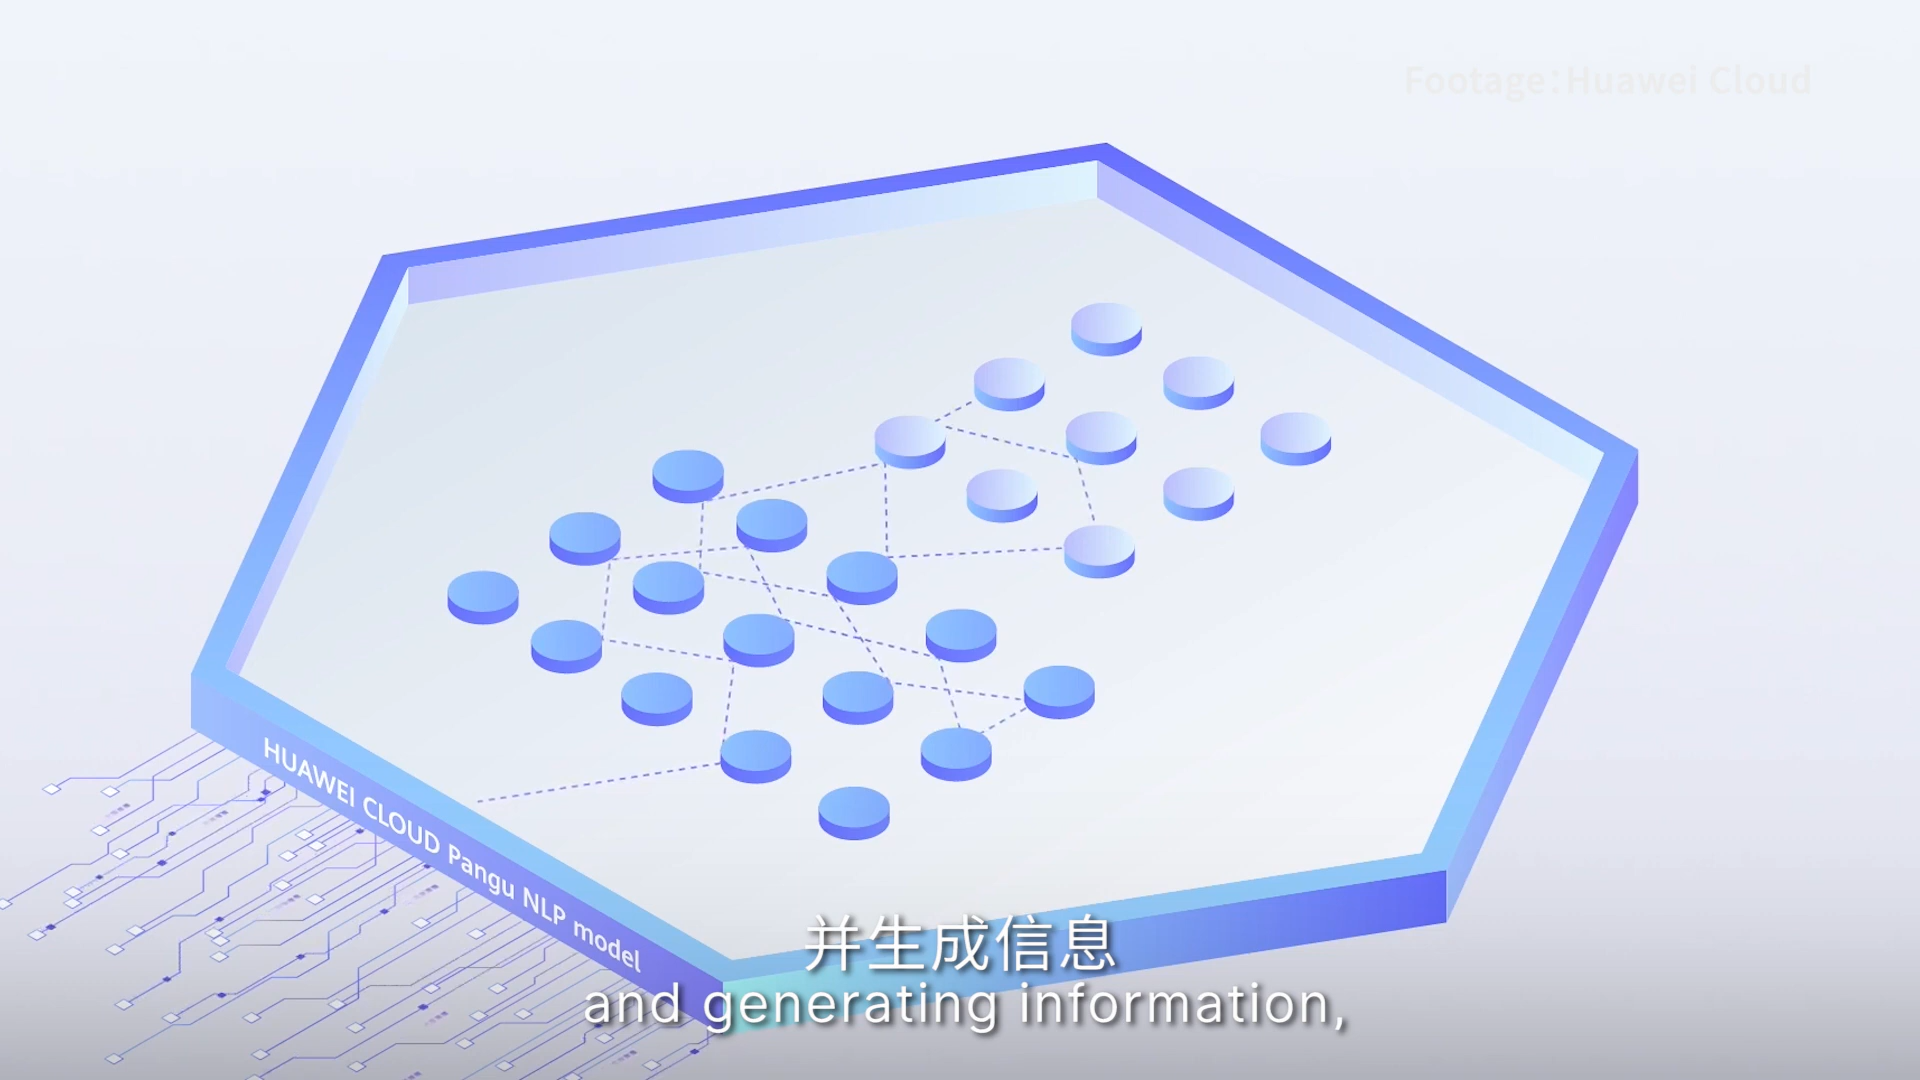 Footage:Huawei Cloud
HUAWEI CLOUD Pangu NLP model
并生成信息
and generating information,